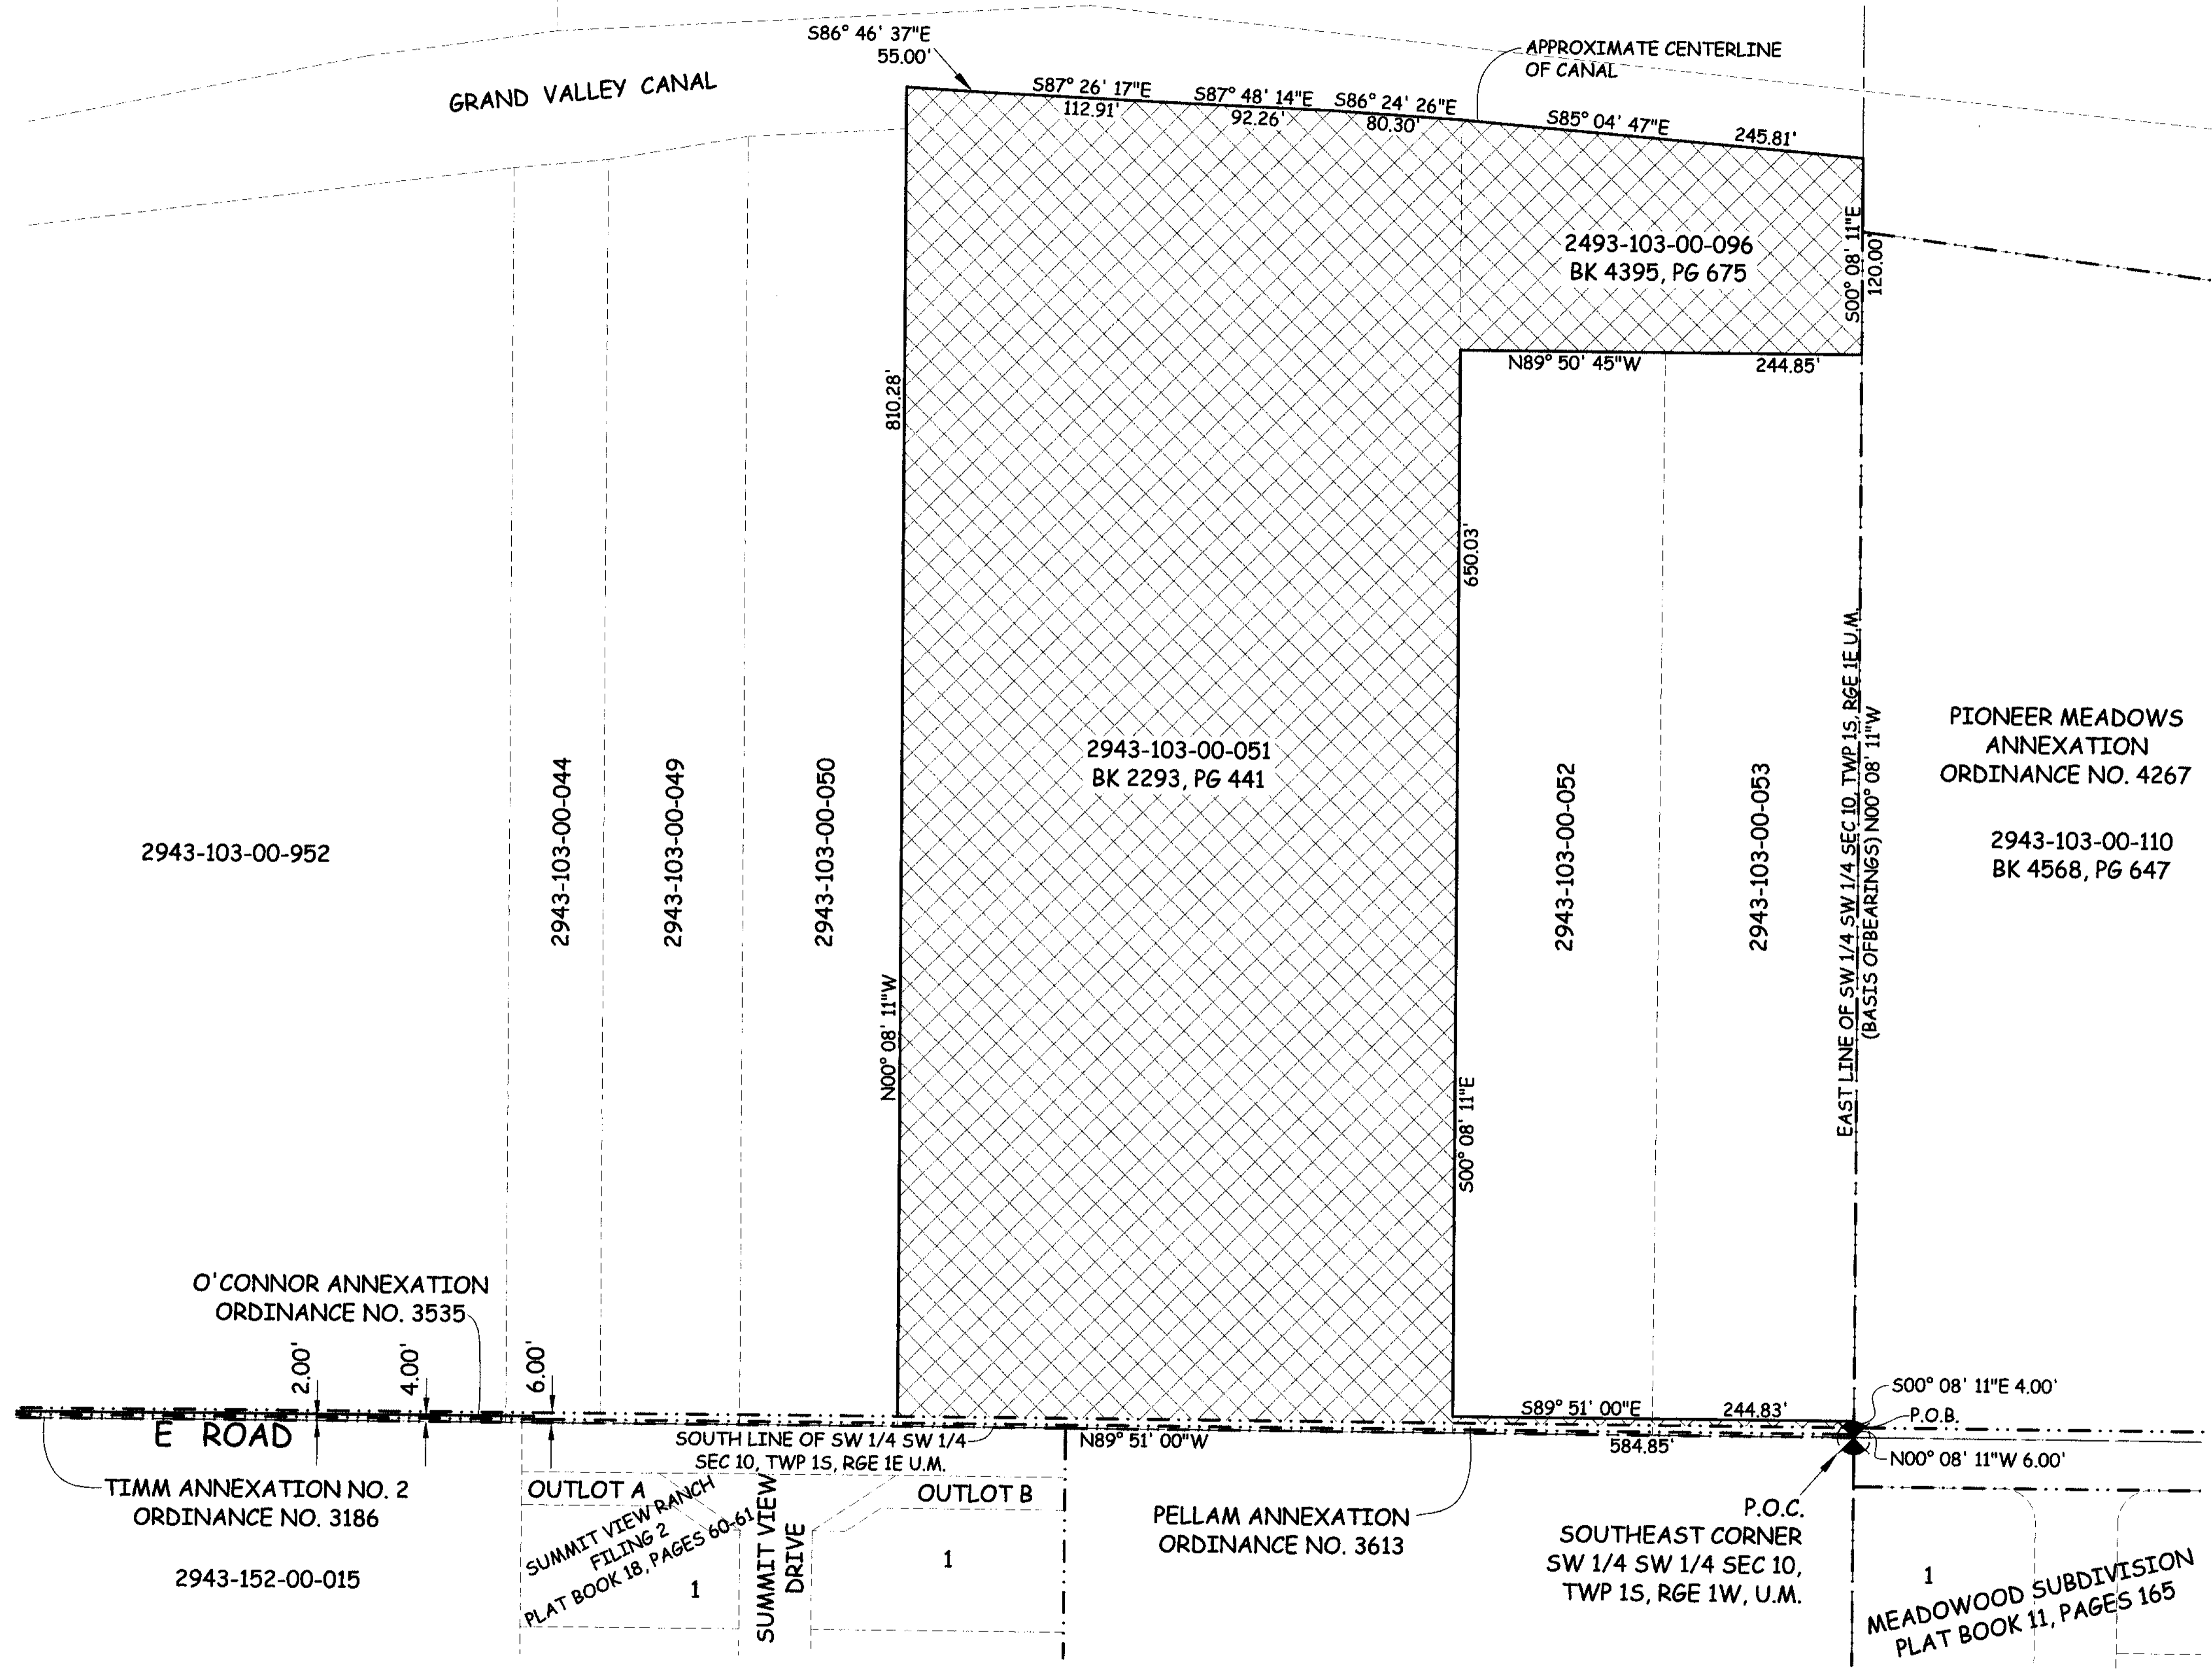 S86° 46' 37"E
55.00'
APPROXIMATE CENTERLINE
OF CANAL
GRAND VALLEY CANAL
S87° 26' 17"E
112.91'
S87° 48' 14"E
92.26'
S86° 24' 26"E
80.30'
S85° 04' 47"E
245.81'
2493-103-00-096
BK 4395, PG 675
S00° 08' 11"E
120.00'
N89° 50' 45"W
244.85'
810.28'
650.03'
EAST LINE OF SW 1/4 SW 1/4 SEC 10, TWP 1S, RGE 1E U.M.
(BASIS OFBEARINGS) N00° 08' 11"W
PIONEER MEADOWS
ANNEXATION
ORDINANCE NO. 4267
2943-103-00-110
BK 4568, PG 647
2943-103-00-051
BK 2293, PG 441
2943-103-00-952
2943-103-00-044
2943-103-00-049
2943-103-00-050
2943-103-00-052
2943-103-00-053
N00° 08' 11"W
S00° 08' 11"E
O'CONNOR ANNEXATION
ORDINANCE NO. 3535
2.00'
4.00'
6.00'
E ROAD
S89° 51' 00"E
244.83'
S00° 08' 11"E 4.00'
P.O.B.
N00° 08' 11"W 6.00'
SOUTH LINE OF SW 1/4 SW 1/4
SEC 10, TWP 1S, RGE 1E U.M.
N89° 51' 00"W
584.85'
TIMM ANNEXATION NO. 2
ORDINANCE NO. 3186
2943-152-00-015
OUTLOT A
SUMMIT VIEW RANCH
FILING 2
PLAT BOOK 18, PAGES 60-61
1
SUMMIT VIEW
DRIVE
OUTLOT B
1
PELLAM ANNEXATION
ORDINANCE NO. 3613
P.O.C.
SOUTHEAST CORNER
SW 1/4 SW 1/4 SEC 10,
TWP 1S, RGE 1W, U.M.
1
MEADOWOOD SUBDIVISION
PLAT BOOK 11, PAGES 165